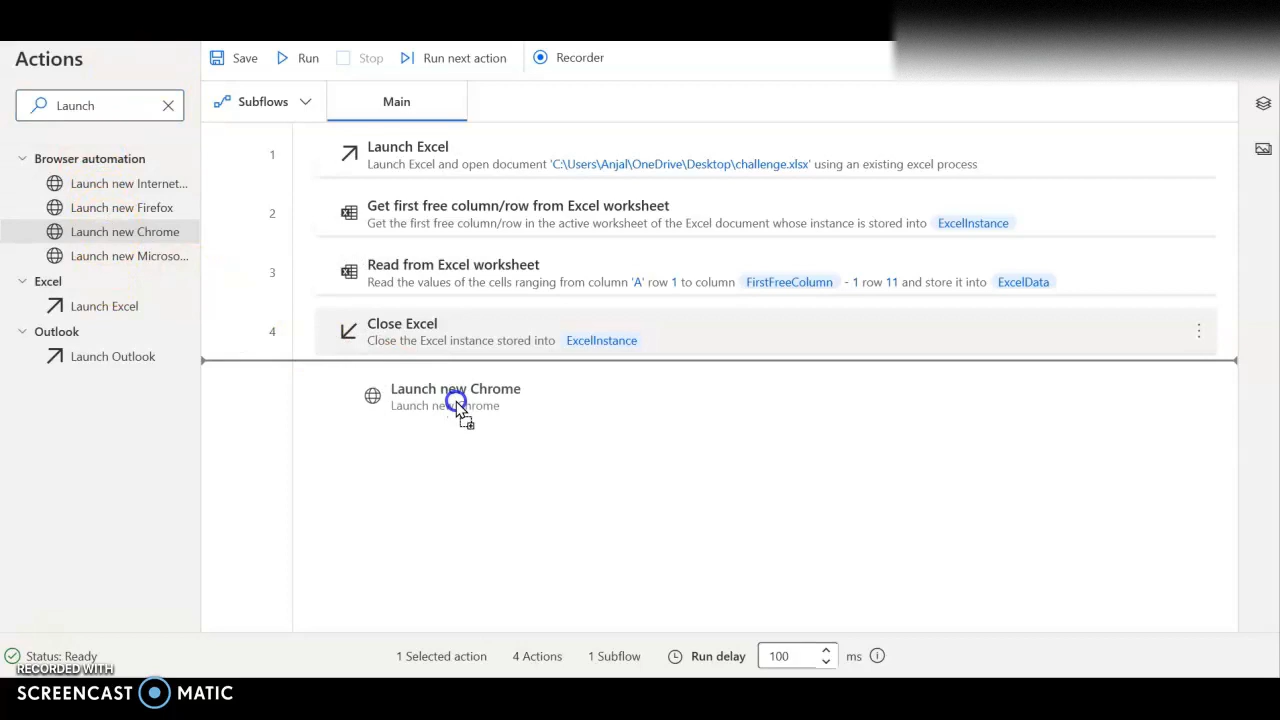 Actions
Save Run Stop Run next action Recorder
Launch
Subflows Main
Browser automation
Launch new Internet...
Launch new Firefox
Launch new Chrome
Launch new Microso...
Excel
Launch Excel
Outlook
Launch Outlook
1 Launch Excel
Launch Excel and open document 'C:\Users\Anjal\OneDrive\Desktop\challenge.xlsx' using an existing excel process
2 Get first free column/row from Excel worksheet
Get the first free column/row in the active worksheet of the Excel document whose instance is stored into ExcelInstance
3 Read from Excel worksheet
Read the values of the cells ranging from column 'A' row 1 to column FirstFreeColumn - 1 row 11 and store it into ExcelData
4 Close Excel
Close the Excel instance stored into ExcelInstance
Launch new Chrome
Launch new Chrome
Status: Ready 1 Selected action 4 Actions 1 Subflow Run delay 100 ms
RECORDED WITH
SCREENCAST MATIC